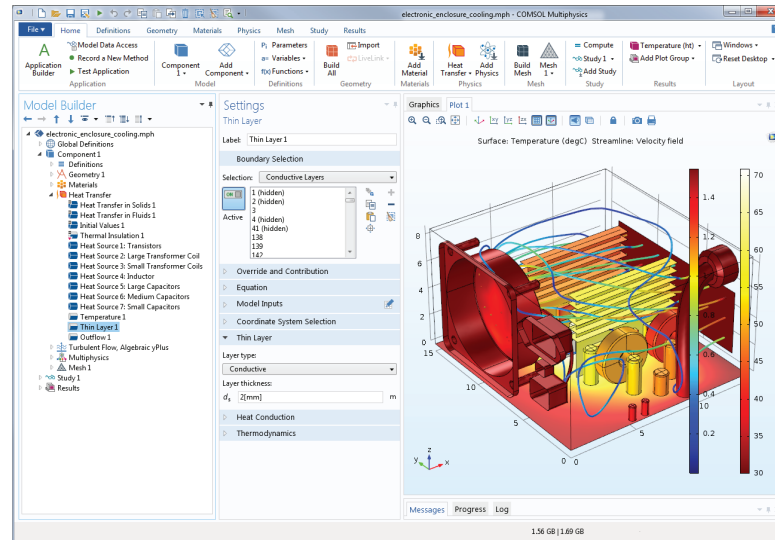 electronic_enclosure_cooling.mph - COMSOL Multiphysics
File Home Definitions Geometry Materials Physics Mesh Study Results
Application Builder
Model Data Access
Record a New Method
Test Application
Application
Component 1
Add Component
Model
Pi Parameters
a= Variables
f(x) Functions
Definitions
Build All
Import
LiveLink
Geometry
Add Material
Materials
Heat Transfer
Add Physics
Physics
Build Mesh
Mesh 1
Mesh
= Compute
Study 1
Add Study
Study
Temperature (ht)
Add Plot Group
Results
Windows
Reset Desktop
Layout
Model Builder
electronic_enclosure_cooling.mph
Global Definitions
Component 1
Definitions
Geometry 1
Materials
Heat Transfer
Heat Transfer in Solids 1
Heat Transfer in Fluids 1
Initial Values 1
Thermal Insulation 1
Heat Source 1: Transistors
Heat Source 2: Large Transformer Coil
Heat Source 3: Small Transformer Coils
Heat Source 4: Inductor
Heat Source 5: Large Capacitors
Heat Source 6: Medium Capacitors
Heat Source 7: Small Capacitors
Temperature 1
Thin Layer 1
Outflow 1
Turbulent Flow, Algebraic yPlus
Multiphysics
Mesh 1
Study 1
Results
Settings
Thin Layer
Label: Thin Layer 1
Boundary Selection
Selection: Conductive Layers
ON
Active
1 (hidden)
2 (hidden)
3
4 (hidden)
41 (hidden)
138
139
142
Override and Contribution
Equation
Model Inputs
Coordinate System Selection
Thin Layer
Layer type:
Conductive
Layer thickness:
ds 2[mm] m
Heat Conduction
Thermodynamics
Graphics Plot 1
xy yz xz
Surface: Temperature (degC) Streamline: Velocity field
8
6
4
2
0
15
10
5
0 0
5
10
z
y x
1.4
1.2
1
0.8
0.6
0.4
0.2
70
65
60
55
50
45
40
35
30
Messages Progress Log
1.56 GB | 1.69 GB